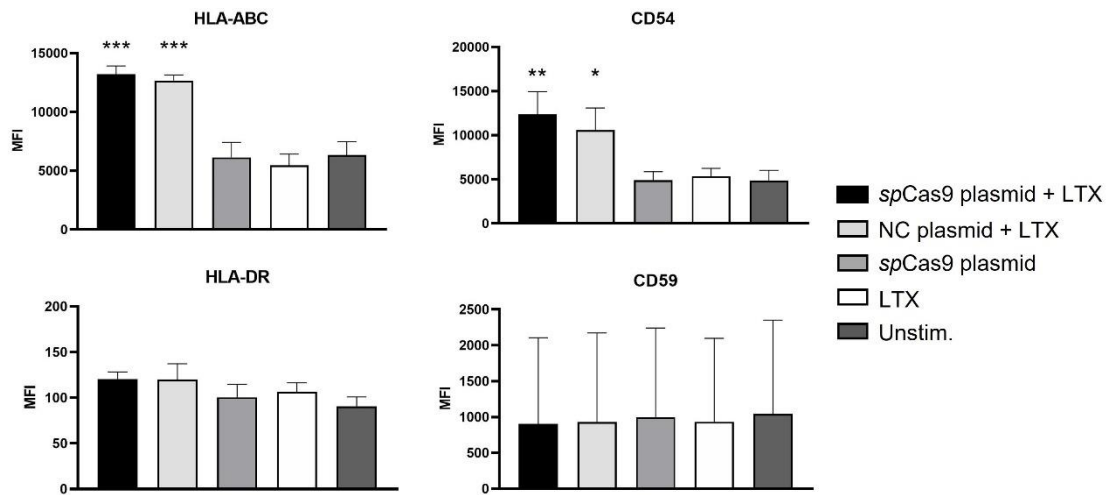 HLA-ABC
*** ***
15000
10000
5000
0
MFI
CD54
** *
20000
15000
10000
5000
0
MFI
HLA-DR
200
150
100
50
0
MFI
CD59
2500
2000
1500
1000
500
0
MFI
spCas9 plasmid + LTX
NC plasmid + LTX
spCas9 plasmid
LTX
Unstim.